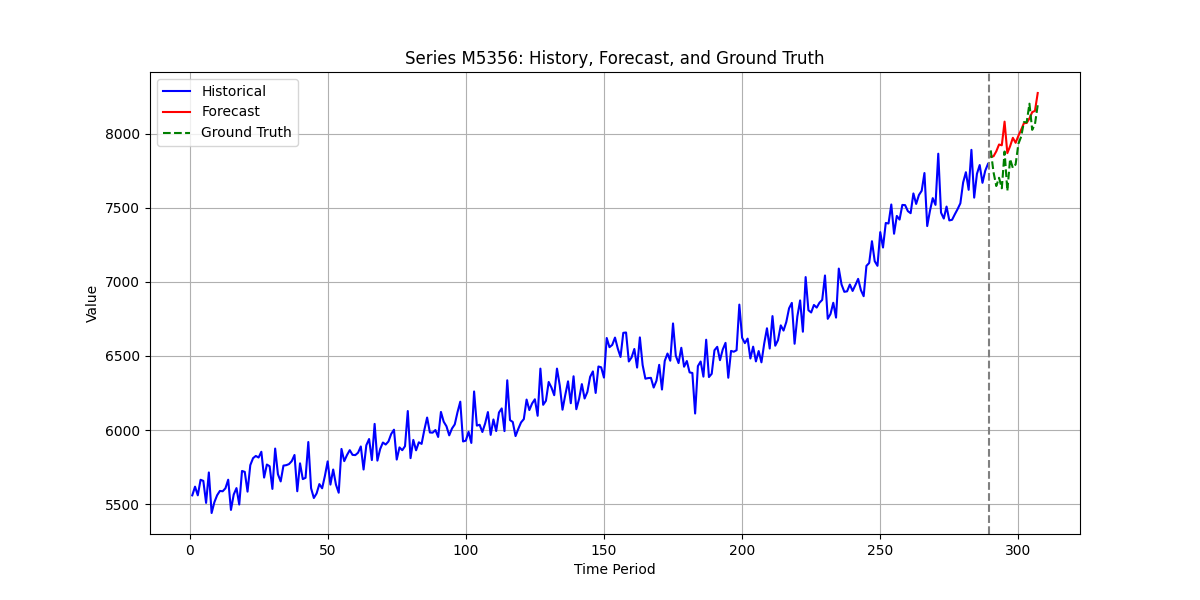 Series M5356: History, Forecast, and Ground Truth
Historical
Forecast
Ground Truth
Value
8000
7500
7000
6500
6000
5500
0 50 100 150 200 250 300
Time Period